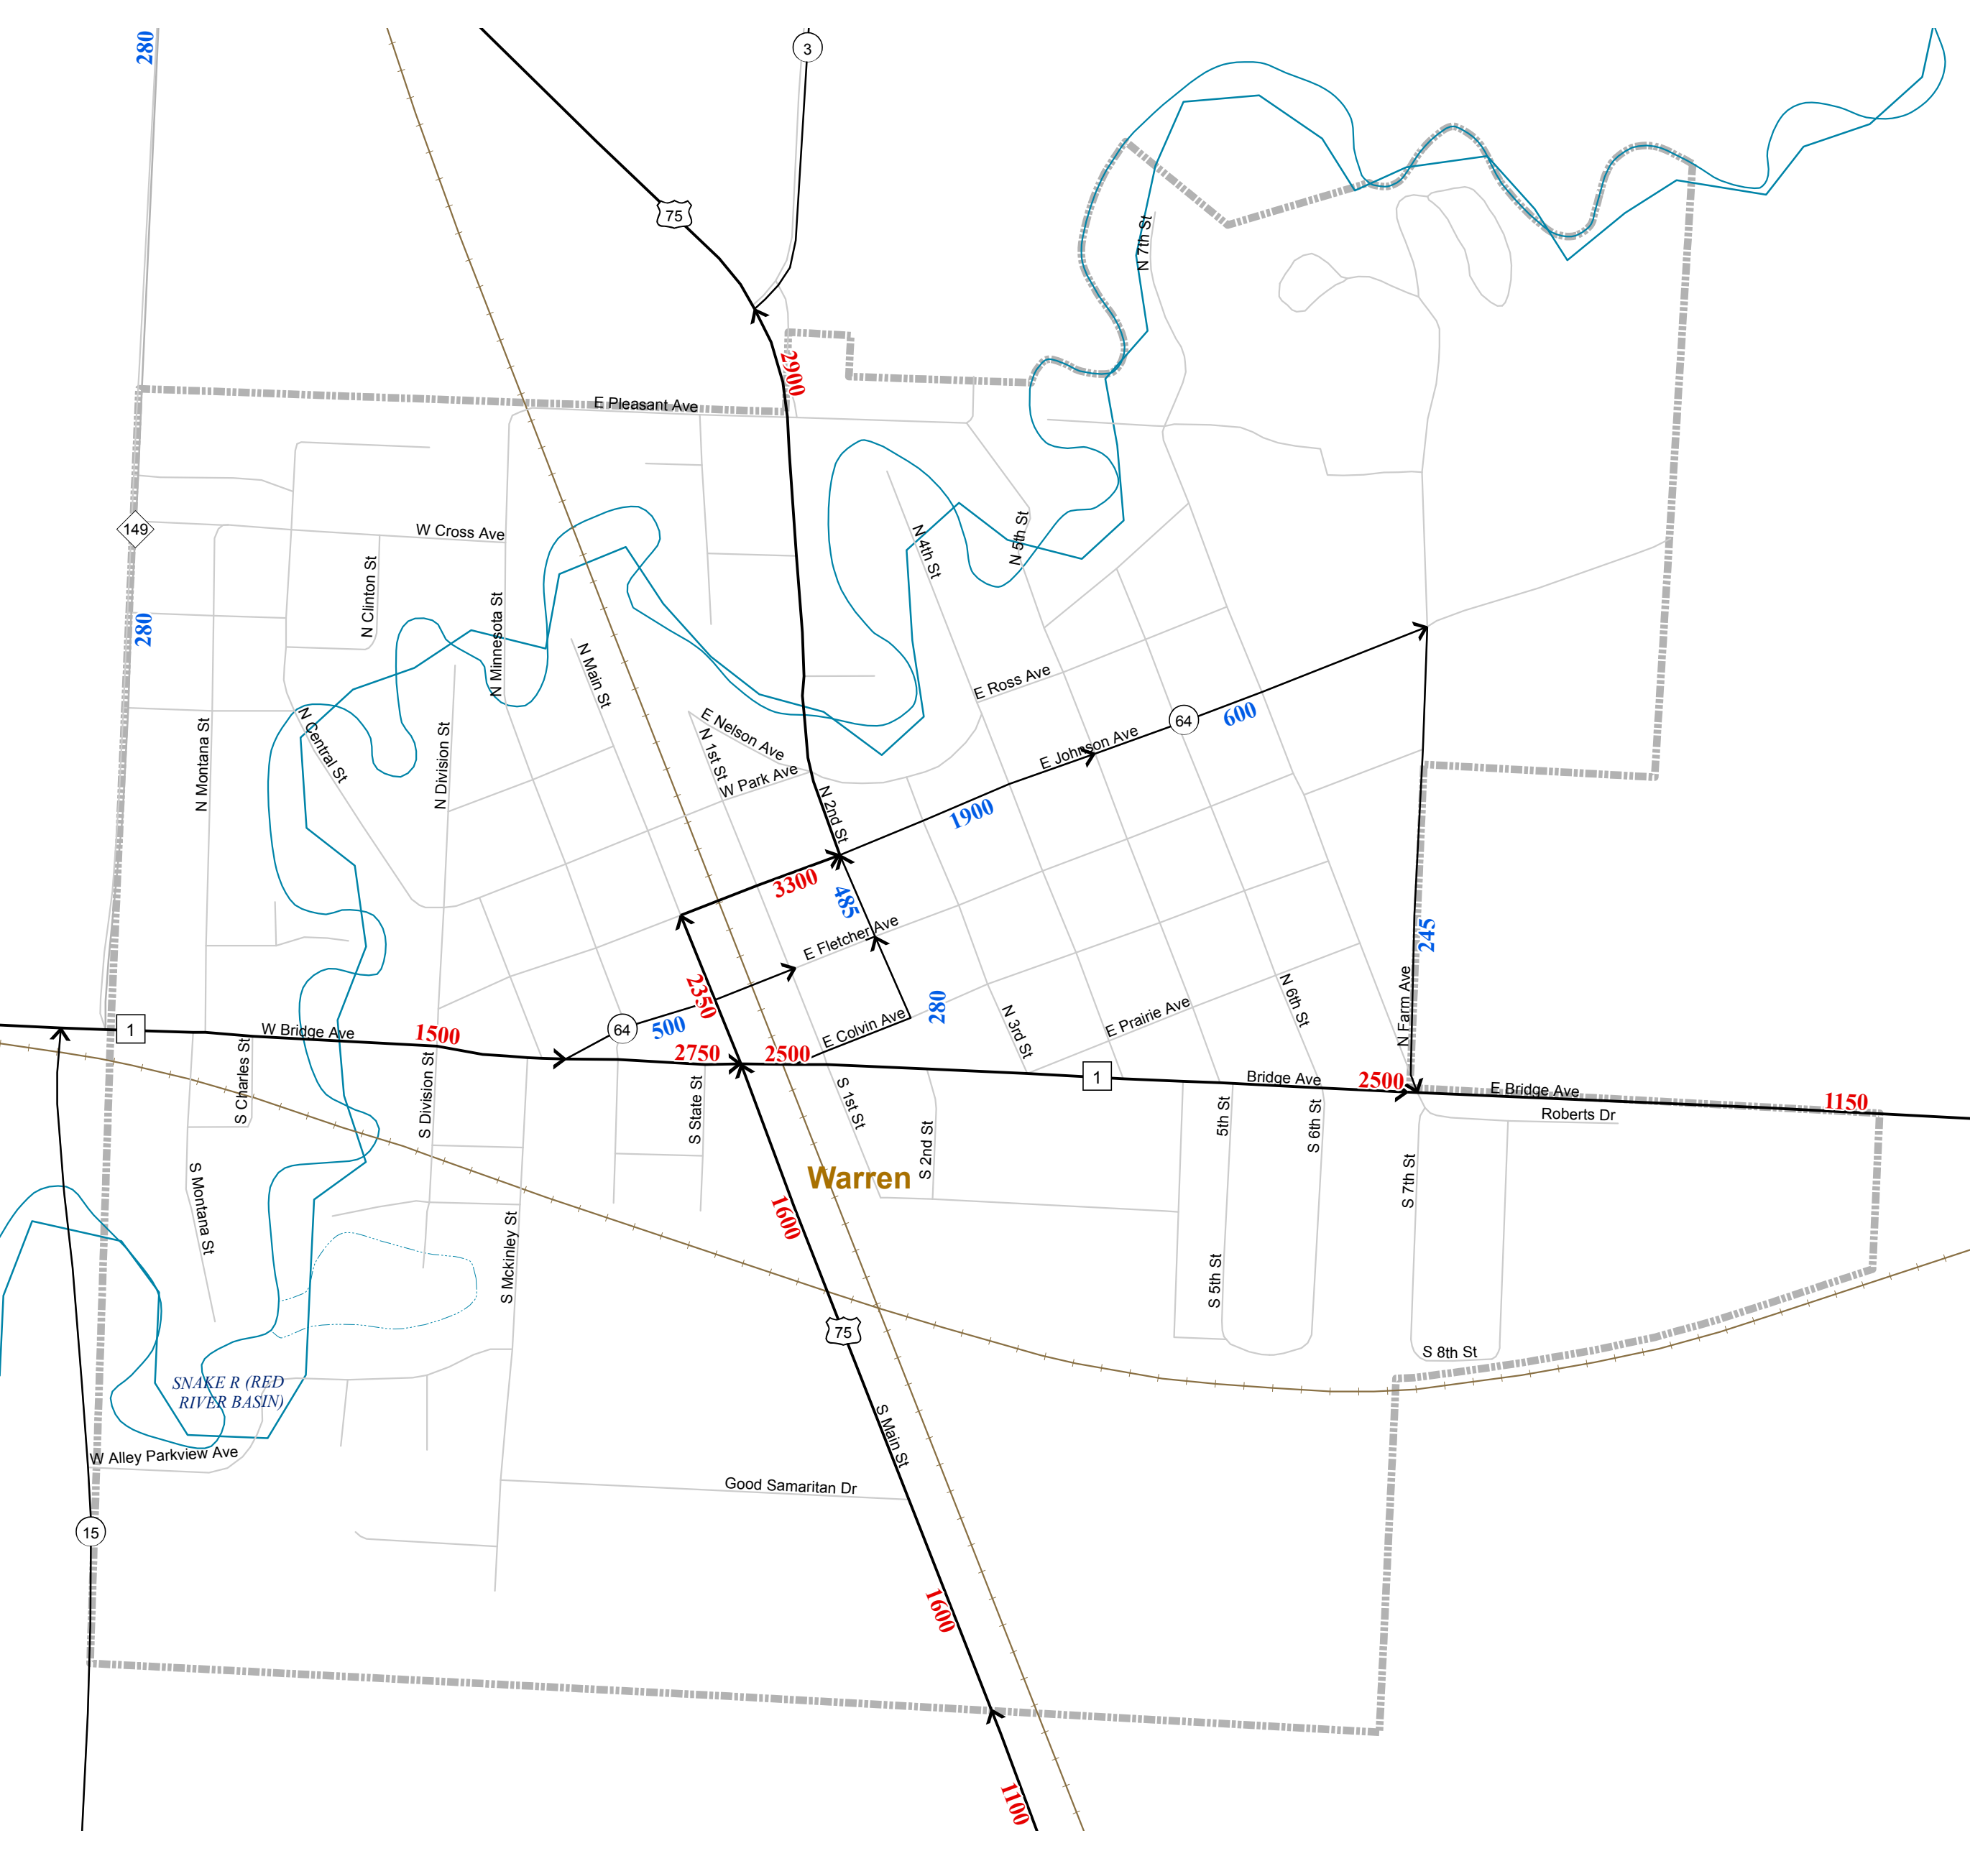 280
3
75
N 7th St
2900
E Pleasant Ave
149
W Cross Ave
N 4th St
N 5th St
N Clinton St
280
N Minnesota St
N Main St
E Ross Ave
N Montana St
N Central St
N Division St
E Nelson Ave
N 1st St
W Park Ave
N 2nd St
E Johnson Ave
64
600
1900
3300
485
E Fletcher Ave
245
2350
64
500
280
E Colvin Ave
N 3rd St
E Prairie Ave
N 6th St
N Farm Ave
1
W Bridge Ave
1500
2750
2500
1
Bridge Ave
2500
E Bridge Ave
1150
Roberts Dr
S Charles St
S Division St
S State St
S 1st St
S 2nd St
5th St
S 6th St
S 7th St
Warren
S Montana St
S Mckinley St
1600
S 5th St
75
S 8th St
SNAKE R (RED
RIVER BASIN)
W Alley Parkview Ave
S Main St
Good Samaritan Dr
15
1600
1100